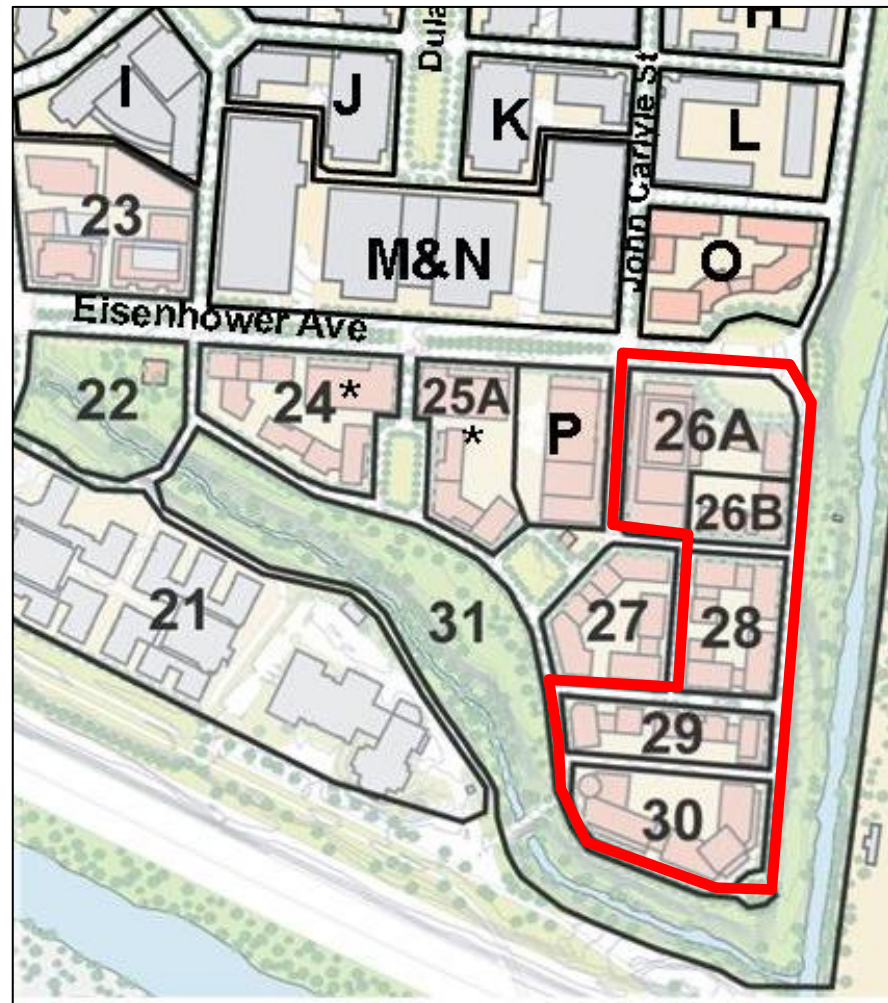 H
Dula
John Carlyle St
I
J
K
L
23
M&N
O
Eisenhower Ave
22
24*
25A
*
P
26A
26B
21
31
27
28
29
30